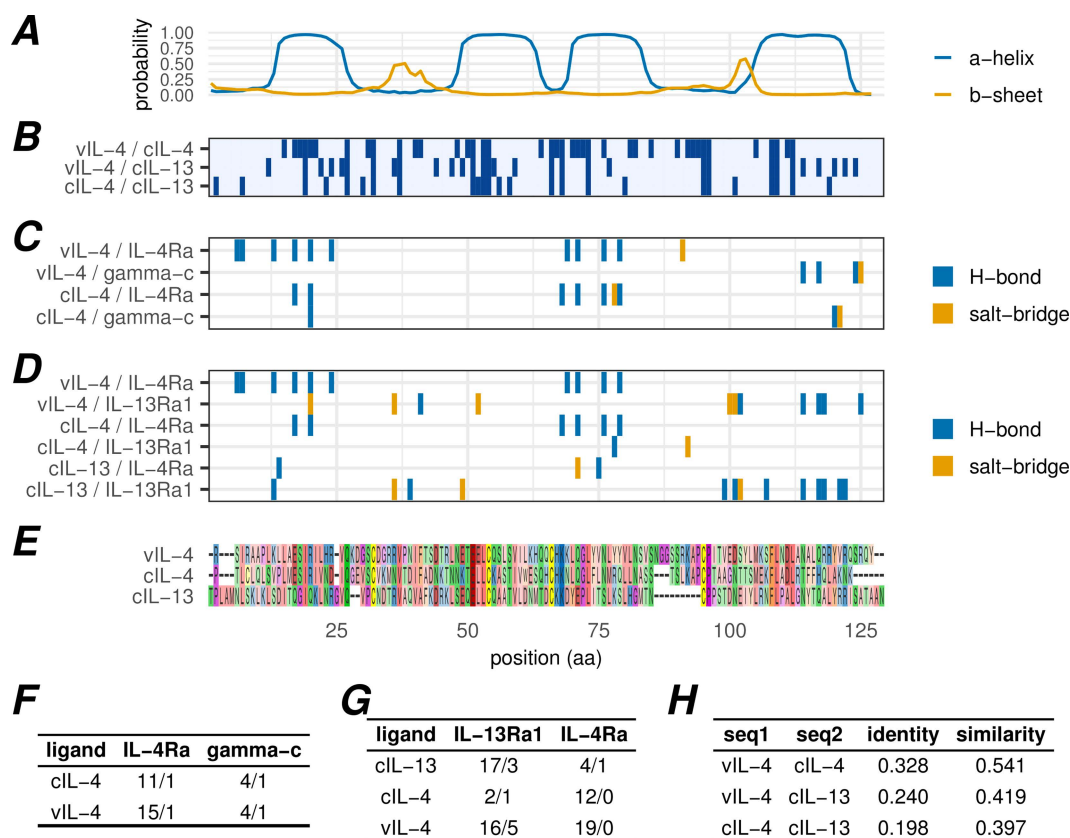 A
probability
1.00
0.75
0.50
0.25
0.00
a-helix
b-sheet
B
vIL-4 / cIL-4
vIL-4 / cIL-13
cIL-4 / cIL-13
C
vIL-4 / IL-4Ra
vIL-4 / gamma-c
cIL-4 / IL-4Ra
cIL-4 / gamma-c
H-bond
salt-bridge
D
vIL-4 / IL-4Ra
vIL-4 / IL-13Ra1
cIL-4 / IL-4Ra
cIL-4 / IL-13Ra1
cIL-13 / IL-4Ra
cIL-13 / IL-13Ra1
H-bond
salt-bridge
E
vIL-4
cIL-4
cIL-13
25 50 75 100 125
position (aa)
F
ligand IL-4Ra gamma-c
cIL-4 11/1 4/1
vIL-4 15/1 4/1
G
ligand IL-13Ra1 IL-4Ra
cIL-13 17/3 4/1
cIL-4 2/1 12/0
vIL-4 16/5 19/0
H
seq1 seq2 identity similarity
vIL-4 cIL-4 0.328 0.541
vIL-4 cIL-13 0.240 0.419
cIL-4 cIL-13 0.198 0.397